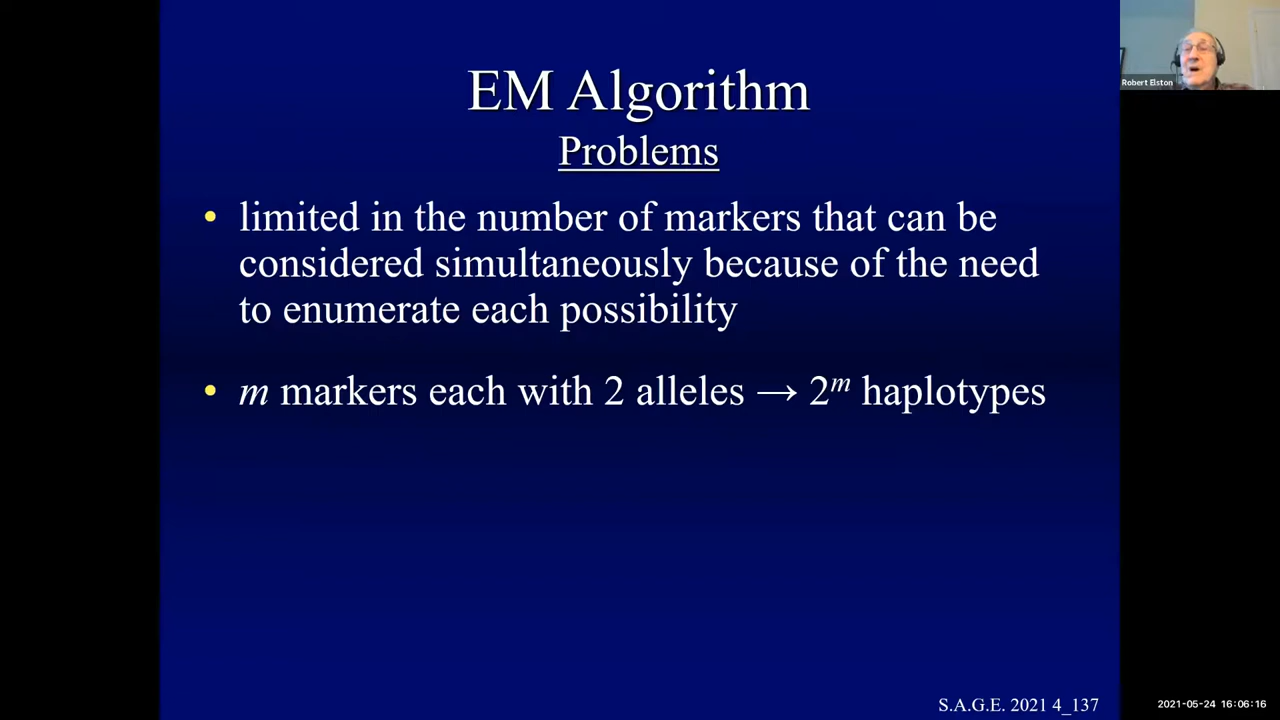 EM Algorithm
Problems
• limited in the number of markers that can be
considered simultaneously because of the need
to enumerate each possibility
• m markers each with 2 alleles → 2ᵐ haplotypes
Robert Elston
S.A.G.E. 2021 4_137
2021-05-24 16:06:16